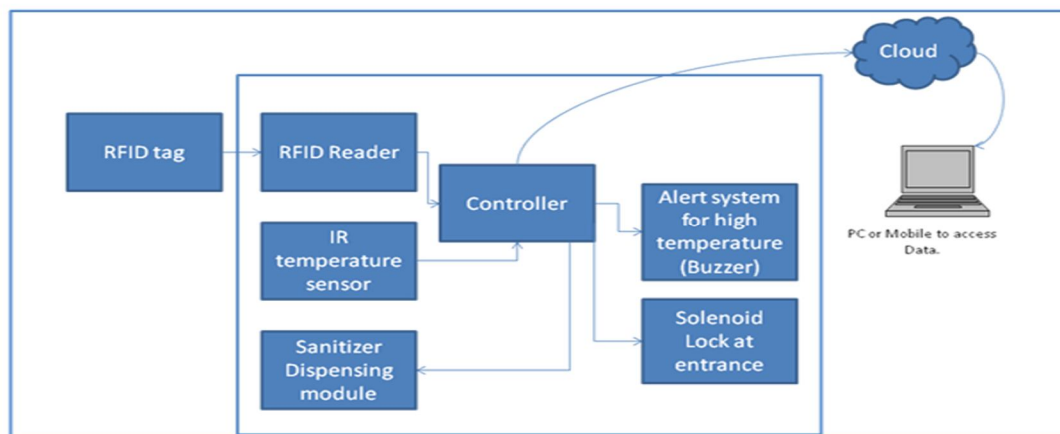 Cloud
RFID tag
RFID Reader
Controller
IR
temperature
sensor
Sanitizer
Dispensing
module
Alert system
for high
temperature
(Buzzer)
Solenoid
Lock at
entrance
PC or Mobile to access
Data.